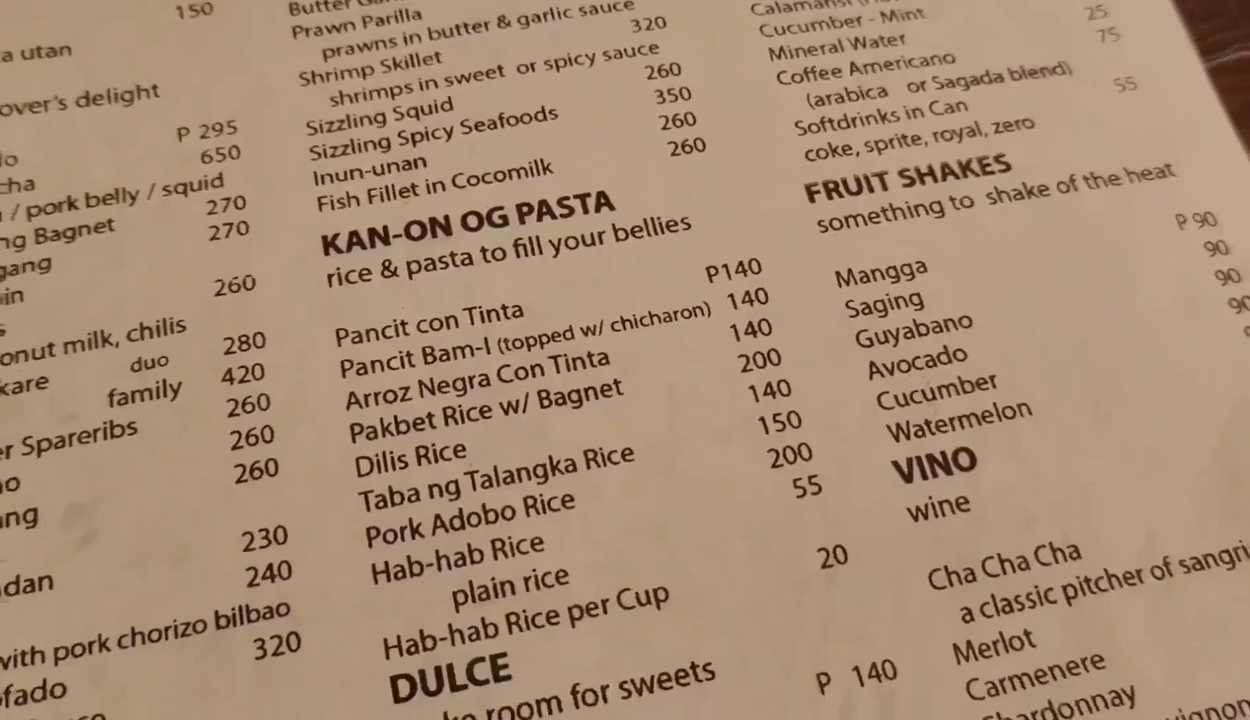 150
a utan
over's delight
P 295
lo
650
cha
/ pork belly / squid
ng Bagnet
270
gang
270
in
260
s
onut milk, chilis
duo
280
kare
family
420
260
er Spareribs
260
o
260
ang
230
dan
240
with pork chorizo bilbao
320
fado
Butter
Prawn Parilla
prawns in butter & garlic sauce
Shrimp Skillet
320
shrimps in sweet or spicy sauce
Sizzling Squid
260
Sizzling Spicy Seafoods
350
Inun-unan
260
Fish Fillet in Cocomilk
260
KAN-ON OG PASTA
rice & pasta to fill your bellies
Pancit con Tinta
P140
Pancit Bam-I (topped w/ chicharon)
140
Arroz Negra Con Tinta
140
Pakbet Rice w/ Bagnet
200
Dilis Rice
140
Taba ng Talangka Rice
150
Pork Adobo Rice
200
Hab-hab Rice
55
plain rice
Hab-hab Rice per Cup
20
DULCE
room for sweets
P 140
Calamansi
Cucumber - Mint
Mineral Water
25
Coffee Americano
75
(arabica or Sagada blend)
Softdrinks in Can
55
coke, sprite, royal, zero
FRUIT SHAKES
something to shake of the heat
Mangga
P 90
Saging
90
Guyabano
90
Avocado
90
Cucumber
Watermelon
VINO
wine
Cha Cha Cha
a classic pitcher of sangri
Merlot
Carmenere
hardonnay